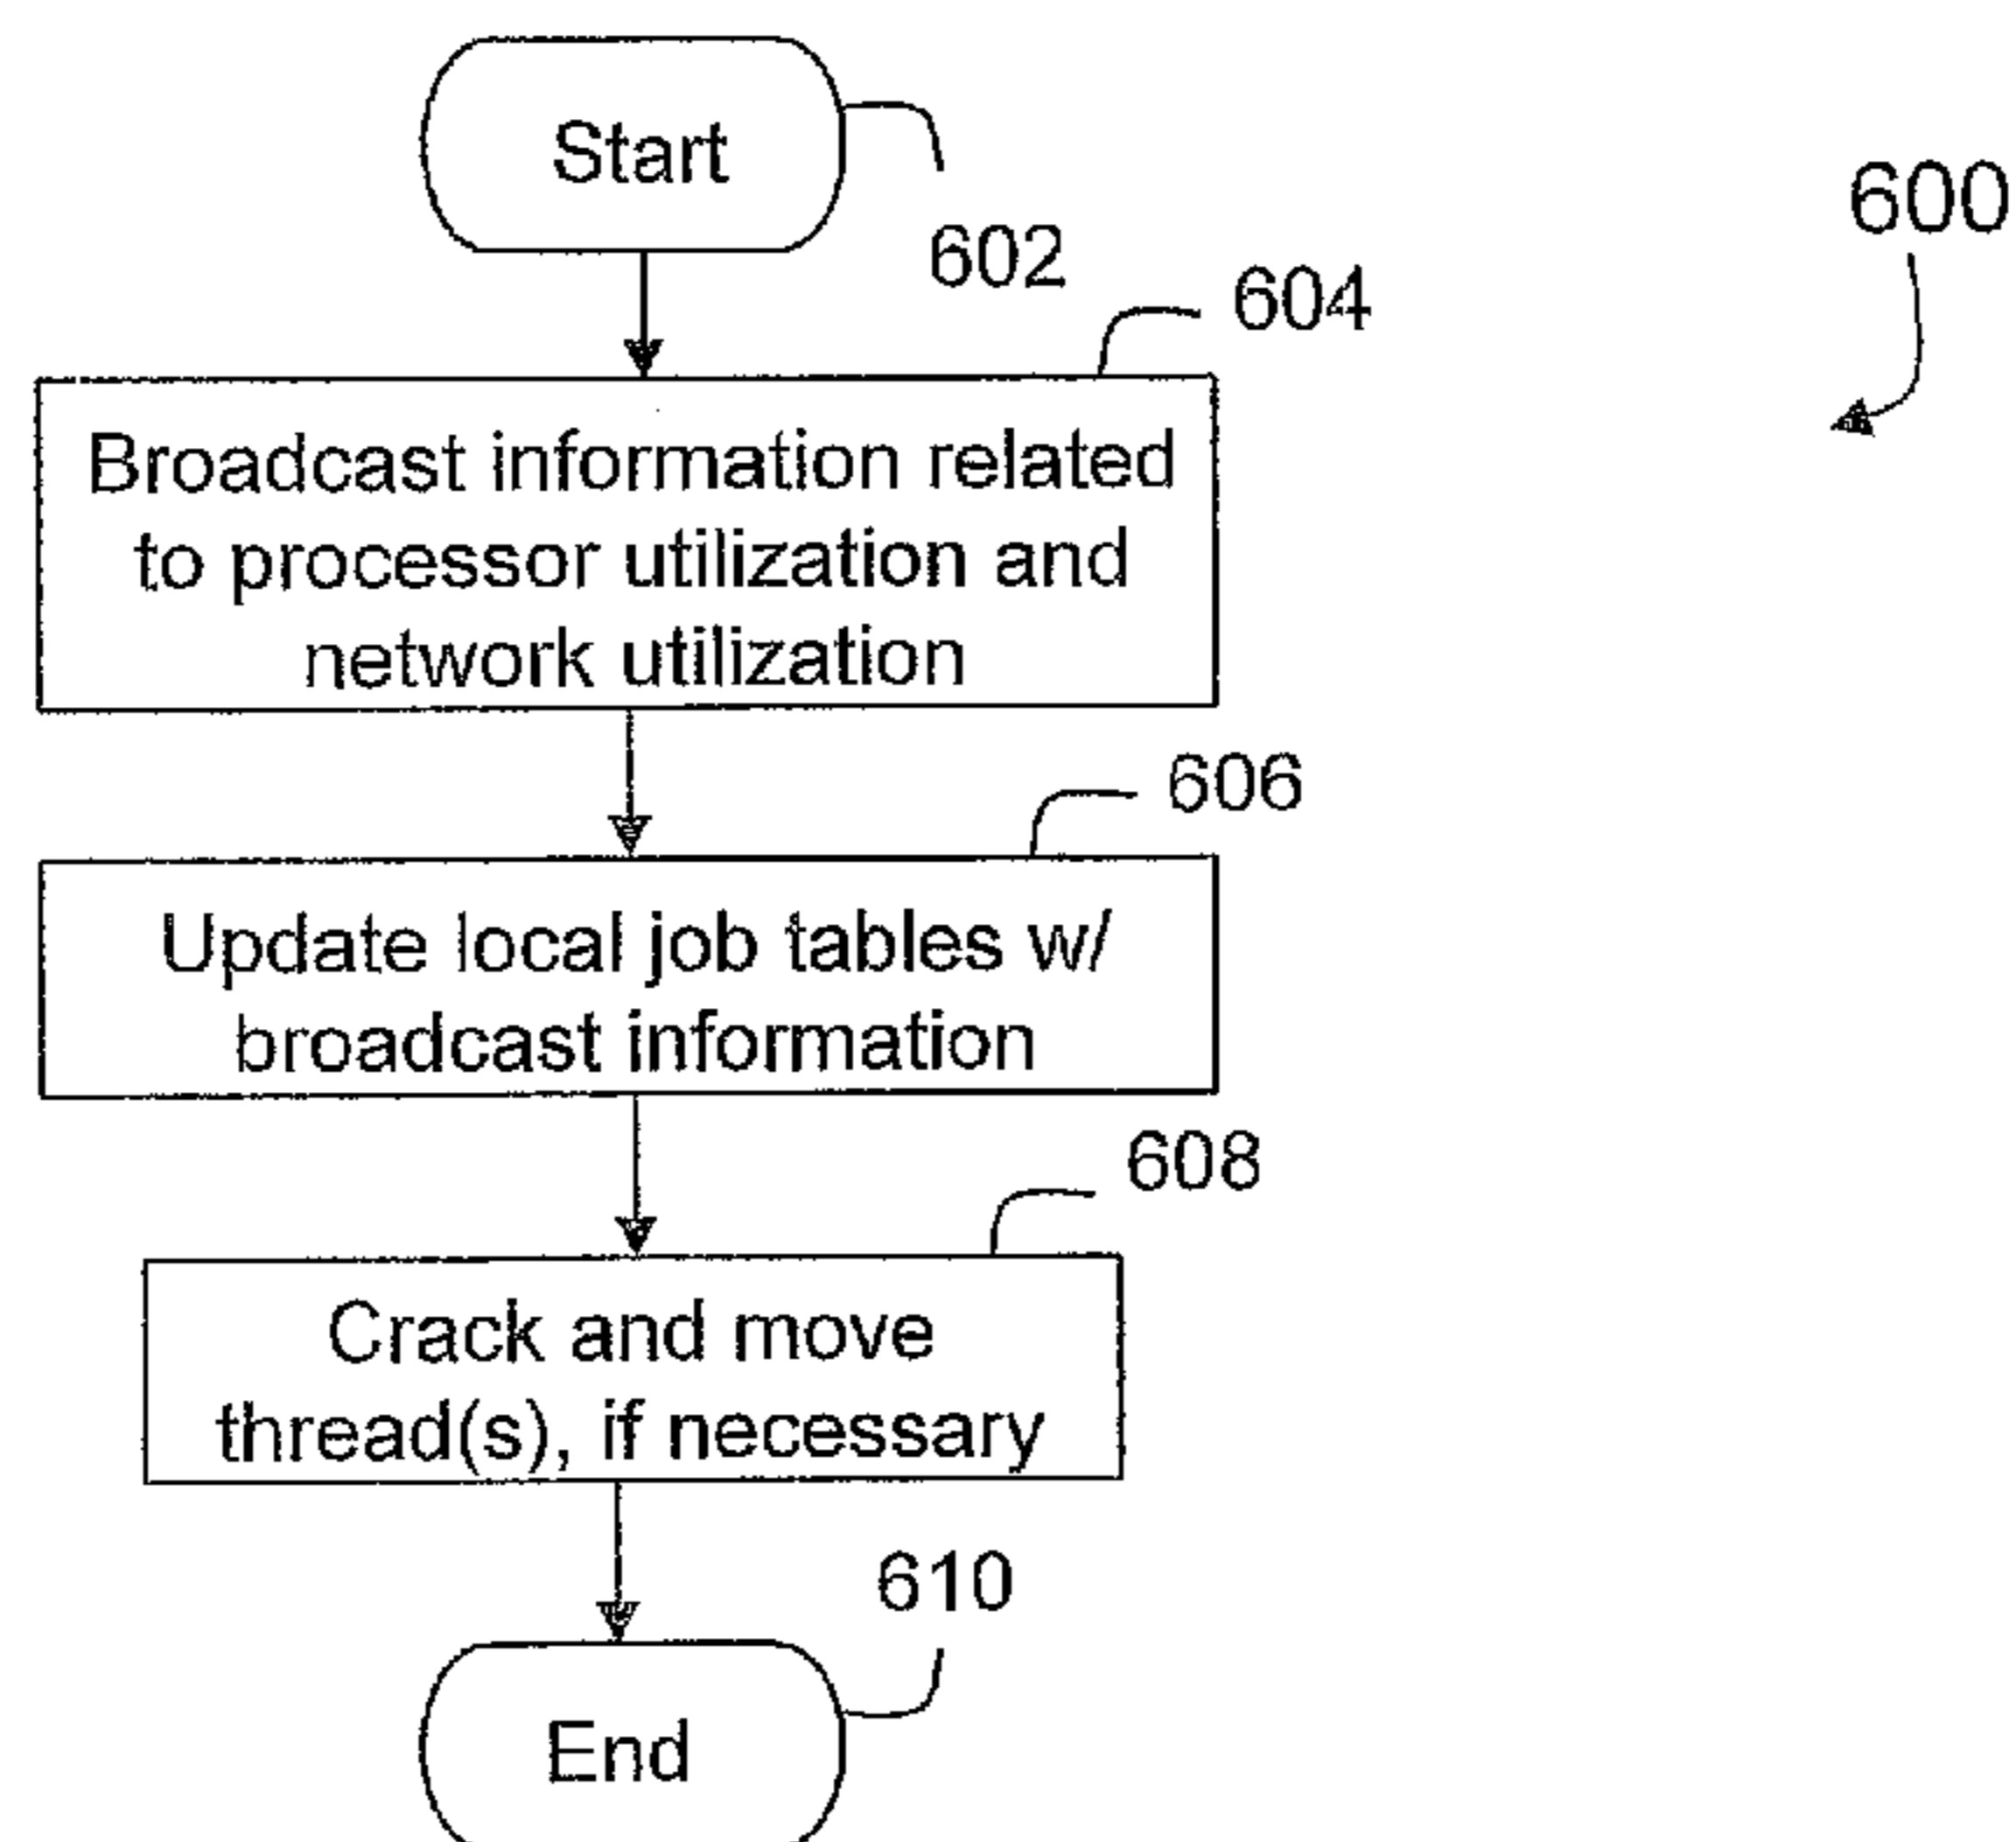 Start
602
600
604
Broadcast information related
to processor utilization and
network utilization
606
Update local job tables w/
broadcast information
608
Crack and move
thread(s), if necessary
610
End